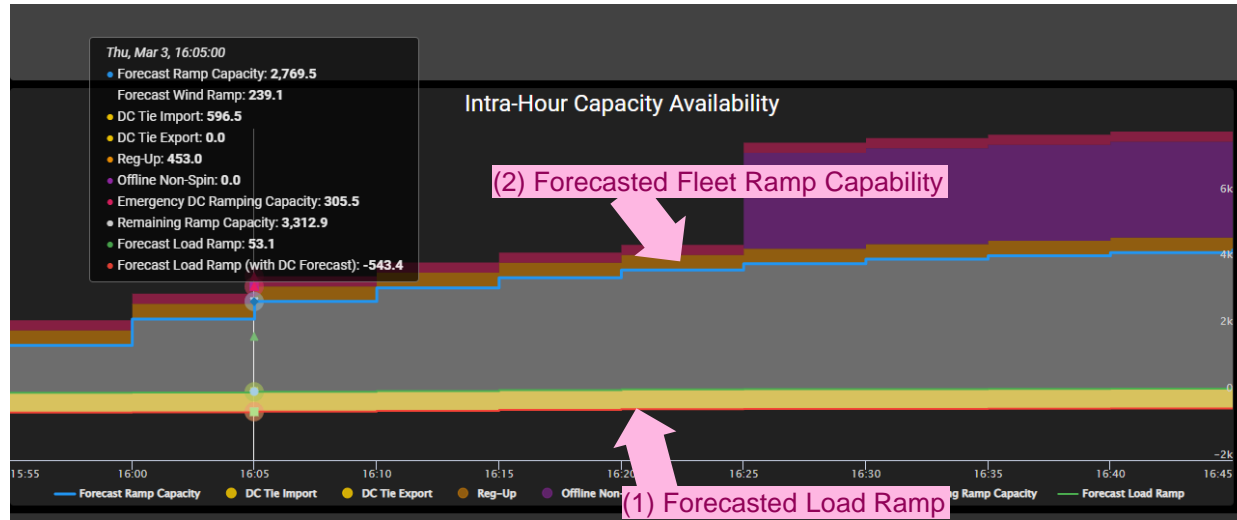 Thu, Mar 3, 16:05:00
Forecast Ramp Capacity: 2,769.5
Forecast Wind Ramp: 239.1
DC Tie Import: 596.5
DC Tie Export: 0.0
Reg-Up: 453.0
Offline Non-Spin: 0.0
Emergency DC Ramping Capacity: 305.5
Remaining Ramp Capacity: 3,312.9
Forecast Load Ramp: 53.1
Forecast Load Ramp (with DC Forecast): -543.4
Intra-Hour Capacity Availability
(2) Forecasted Fleet Ramp Capability
6k
4k
2k
0
-2k
15:55 16:00 16:05 16:10 16:15 16:20 16:25 16:30 16:35 16:40 16:45
Forecast Ramp Capacity DC Tie Import DC Tie Export Reg-Up Offline Non- Ramp Capacity Forecast Load Ramp
(1) Forecasted Load Ramp